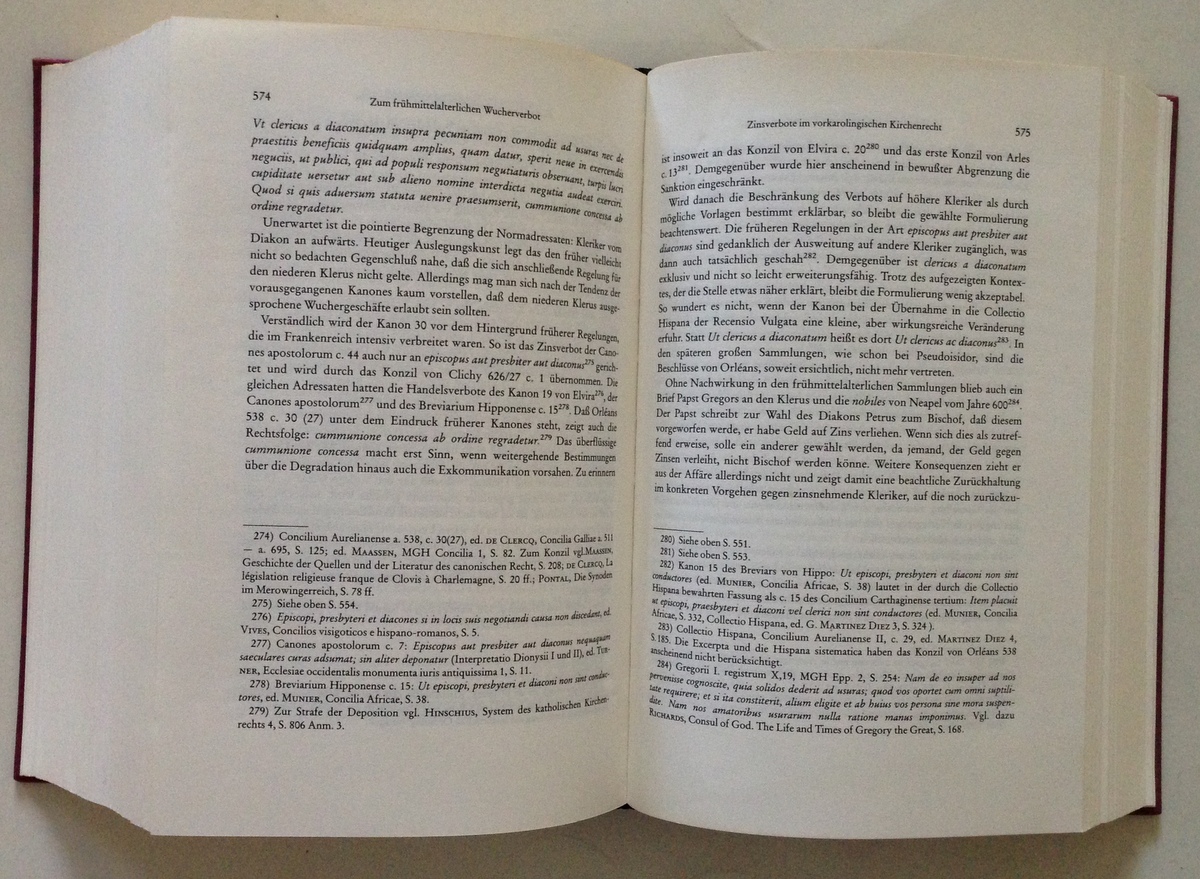 574
Zum frühmittelalterlichen Wucherverbot
Vt clericus a diaconatum insupra pecuniam non commodit ad usuras nec de
praestitis beneficiis quidquam amplius, quam datur, sperit neue in exercendis
neguciis, ut publici, qui ad populi responsum negutiaturis obseruant, turpis lucri
cupiditate uersetur aut sub alieno nomine interdicta negutia audeat exerciri.
Quod si quis aduersum statuta uenire praesumserit, cummunione concessa ab
ordine regradetur.
Unerwartet ist die pointierte Begrenzung der Normadressaten: Kleriker vom
Diakon an aufwärts. Heutiger Auslegungskunst legt das den früher vielleicht
nicht so bedachten Gegenschluß nahe, daß die sich anschließende Regelung für
den niederen Klerus nicht gelte. Allerdings mag man sich nach der Tendenz der
vorausgegangenen Kanones kaum vorstellen, daß dem niederen Klerus ausge-
sprochene Wuchergeschäfte erlaubt sein sollten.
Verständlich wird der Kanon 30 vor dem Hintergrund früherer Regelungen,
die im Frankenreich intensiv verbreitet waren. So ist das Zinsverbot der Cano-
nes apostolorum c. 44 auch nur an episcopus aut presbiter aut diaconus²⁷⁵ gerich-
tet und wird durch das Konzil von Clichy 626/27 c. 1 übernommen. Die
gleichen Adressaten hatten die Handelsverbote des Kanon 19 von Elvira²⁷⁶, der
Canones apostolorum²⁷⁷ und des Breviarium Hipponense c. 15²⁷⁸. Daß Orléans
538 c. 30 (27) unter dem Eindruck früherer Kanones steht, zeigt auch die
Rechtsfolge: cummunione concessa ab ordine regradetur.²⁷⁹ Das überflüssige
cummunione concessa macht erst Sinn, wenn weitergehende Bestimmungen
über die Degradation hinaus auch die Exkommunikation vorsahen. Zu erinnern
274) Concilium Aurelianense a. 538, c. 30(27), ed. DE CLERCQ, Concilia Galliae a. 511
— a. 695, S. 125; ed. MAASSEN, MGH Concilia 1, S. 82. Zum Konzil vgl.MAASSEN,
Geschichte der Quellen und der Literatur des canonischen Recht, S. 208; DE CLERCQ, La
législation religieuse franque de Clovis à Charlemagne, S. 20 ff.; PONTAL, Die Synoden
im Merowingerreich, S. 78 ff.
275) Siehe oben S. 554.
276) Episcopi, presbyteri et diacones si in locis suis negotiandi causa non discedant, ed.
VIVES, Concilios visigoticos e hispano-romanos, S. 5.
277) Canones apostolorum c. 7: Episcopus aut presbiter aut diaconus nequaquam
saeculares curas adsumat; sin aliter deponatur (Interpretatio Dionysii I und II), ed. TUR-
NER, Ecclesiae occidentalis monumenta iuris antiquissima 1, S. 11.
278) Breviarium Hipponense c. 15: Ut episcopi, presbyteri et diaconi non sint conduc-
tores, ed. MUNIER, Concilia Africae, S. 38.
279) Zur Strafe der Deposition vgl. HINSCHIUS, System des katholischen Kirchen-
rechts 4, S. 806 Anm. 3.
Zinsverbote im vorkarolingischen Kirchenrecht
575
ist insoweit an das Konzil von Elvira c. 20²⁸⁰ und das erste Konzil von Arles
c. 13²⁸¹. Demgegenüber wurde hier anscheinend in bewußter Abgrenzung die
Sanktion eingeschränkt.
Wird danach die Beschränkung des Verbots auf höhere Kleriker als durch
mögliche Vorlagen bestimmt erklärbar, so bleibt die gewählte Formulierung
beachtenswert. Die früheren Regelungen in der Art episcopus aut presbiter aut
diaconus sind gedanklich der Ausweitung auf andere Kleriker zugänglich, was
dann auch tatsächlich geschah²⁸². Demgegenüber ist clericus a diaconatum
exklusiv und nicht so leicht erweiterungsfähig. Trotz des aufgezeigten Kontex-
tes, der die Stelle etwas näher erklärt, bleibt die Formulierung wenig akzeptabel.
So wundert es nicht, wenn der Kanon bei der Übernahme in die Collectio
Hispana der Recensio Vulgata eine kleine, aber wirkungsreiche Veränderung
erfuhr. Statt Ut clericus a diaconatum heißt es dort Ut clericus ac diaconus²⁸³. In
den späteren großen Sammlungen, wie schon bei Pseudoisidor, sind die
Beschlüsse von Orléans, soweit ersichtlich, nicht mehr vertreten.
Ohne Nachwirkung in den frühmittelalterlichen Sammlungen blieb auch ein
Brief Papst Gregors an den Klerus und die nobiles von Neapel vom Jahre 600²⁸⁴.
Der Papst schreibt zur Wahl des Diakons Petrus zum Bischof, daß diesem
vorgeworfen werde, er habe Geld auf Zins verliehen. Wenn sich dies als zutref-
fend erweise, solle ein anderer gewählt werden, da jemand, der Geld gegen
Zinsen verleiht, nicht Bischof werden könne. Weitere Konsequenzen zieht er
aus der Affäre allerdings nicht und zeigt damit eine beachtliche Zurückhaltung
im konkreten Vorgehen gegen zinsnehmende Kleriker, auf die noch zurückzu-
280) Siehe oben S. 551.
281) Siehe oben S. 553.
282) Kanon 15 des Breviars von Hippo: Ut episcopi, presbyteri et diaconi non sint
conductores (ed. MUNIER, Concilia Africae, S. 38) lautet in der durch die Collectio
Hispana bewahrten Fassung als c. 15 des Concilium Carthaginense tertium: Item placuit
ut episcopi, praesbyteri et diaconi vel clerici non sint conductores (ed. MUNIER, Concilia
Africae, S. 332, Collectio Hispana, ed. G. MARTINEZ DIEZ 3, S. 324 ).
283) Collectio Hispana, Concilium Aurelianense II, c. 29, ed. MARTINEZ DIEZ 4,
S. 185. Die Excerpta und die Hispana sistematica haben das Konzil von Orléans 538
anscheinend nicht berücksichtigt.
284) Gregorii I. registrum X,19, MGH Epp. 2, S. 254: Nam de eo insuper ad nos
pervenisse cognoscite, quia solidos dederit ad usuras; quod vos oportet cum omni suptili-
tate requirere; et si ita constiterit, alium eligite et ab huius vos persona sine mora suspen-
dite. Nam nos amatoribus usurarum nulla ratione manus imponimus. Vgl. dazu
RICHARDS, Consul of God. The Life and Times of Gregory the Great, S. 168.